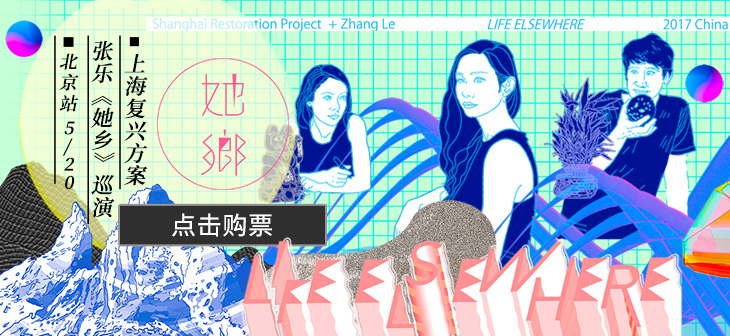 Shanghai Restoration Project + Zhang Le
LIFE ELSEWHERE
2017 China
■上海复兴方案
张乐《她乡》巡演
■北京站 5/20
她鄉
点击购票
LIFE ELSEWHERE